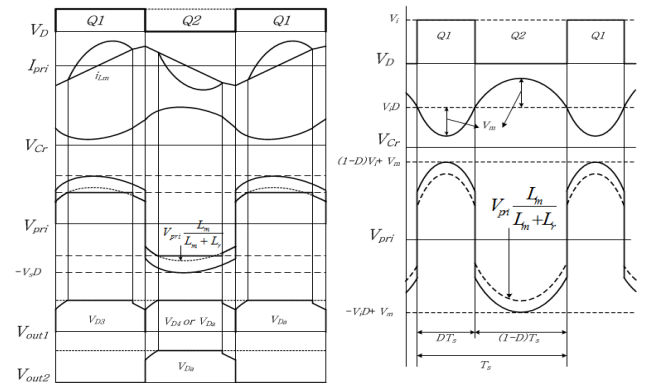 Q1 Q2 Q1
V_D
I_pri
i_Lm
V_Cr
V_pri
V_pri L_m / (L_m + L_r)
-V_SD
V_D3 V_D4 or V_Da V_Da
V_out1
V_Da
V_out2
V_i
Q1 Q2 Q1
V_D
V_iD
V_m
V_Cr
(1-D)V_i+ V_m
V_pri L_m / (L_m+L_r)
V_pri
-V_iD+ V_m
DT_s (1-D)T_s
T_s